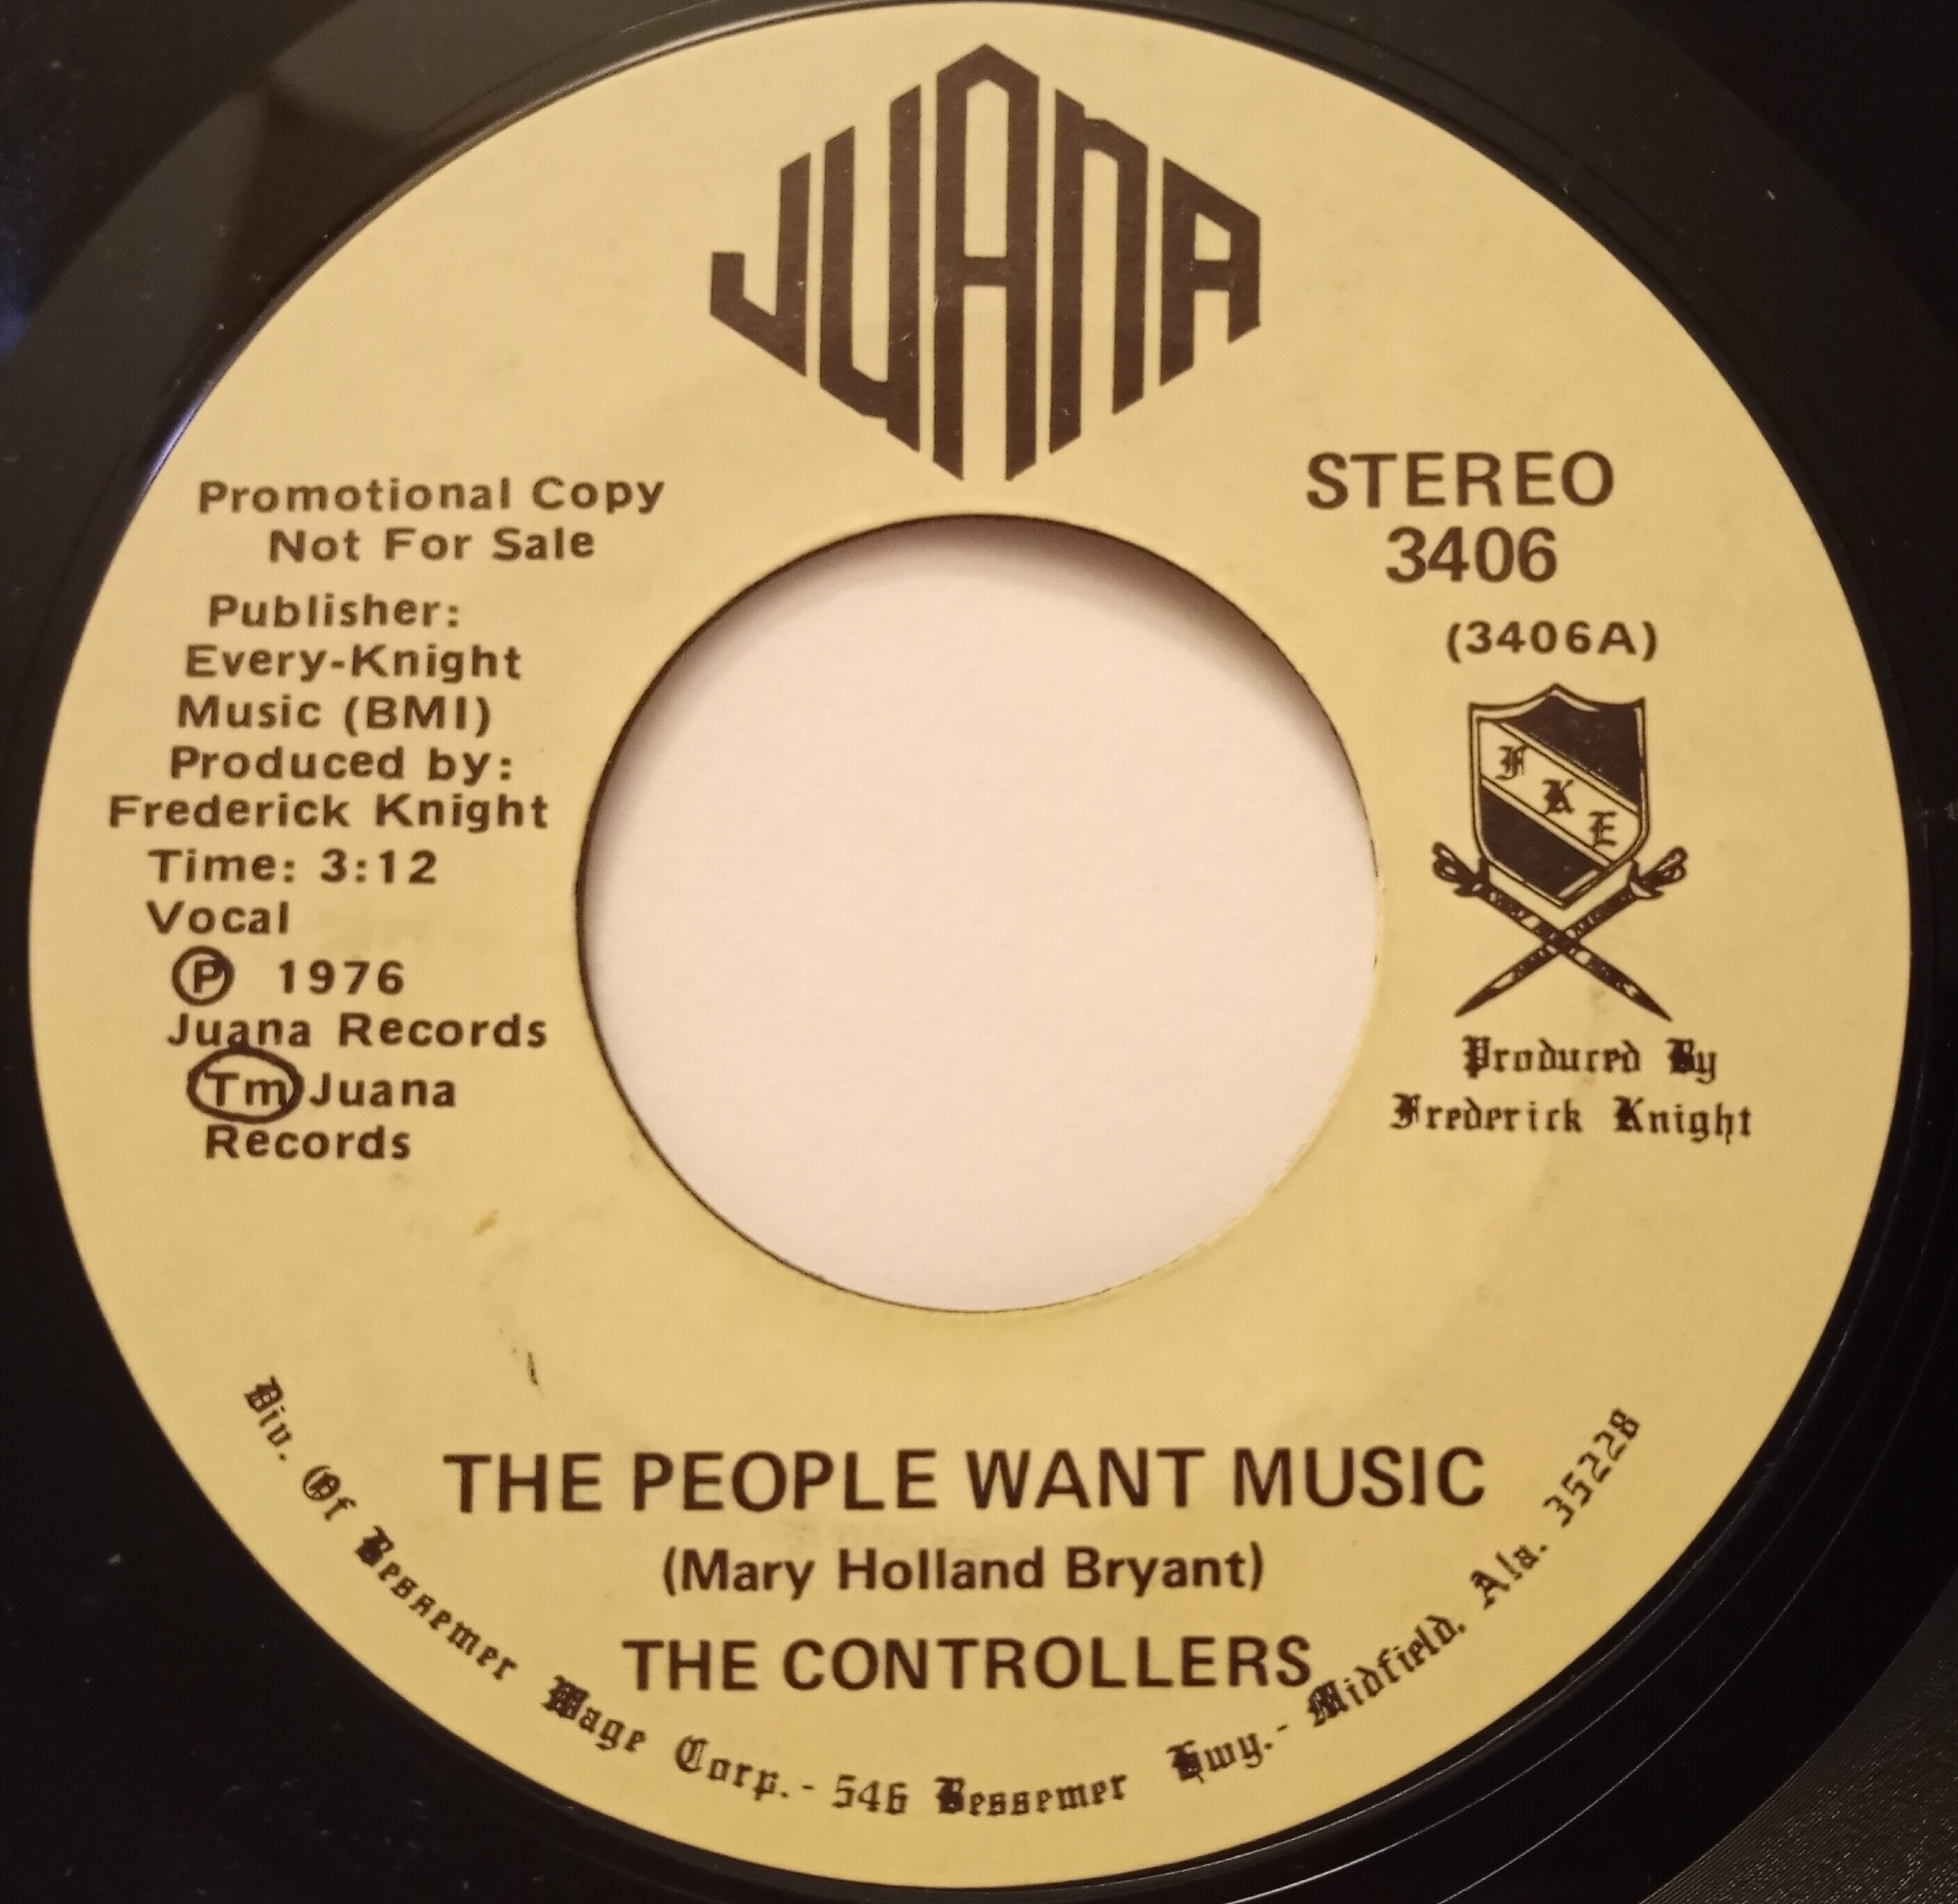 JUANA
Promotional Copy
Not For Sale
Publisher:
Every-Knight
Music (BMI)
Produced by:
Frederick Knight
Time: 3:12
Vocal
Ⓟ 1976
Juana Records
Tm Juana
Records
STEREO
3406
(3406A)
F K E
Produced By
Frederick Knight
THE PEOPLE WANT MUSIC
(Mary Holland Bryant)
THE CONTROLLERS
Div. Of Bessemer Wage Corp. - 546 Bessemer Hwy. - Midfield, Ala. 35228